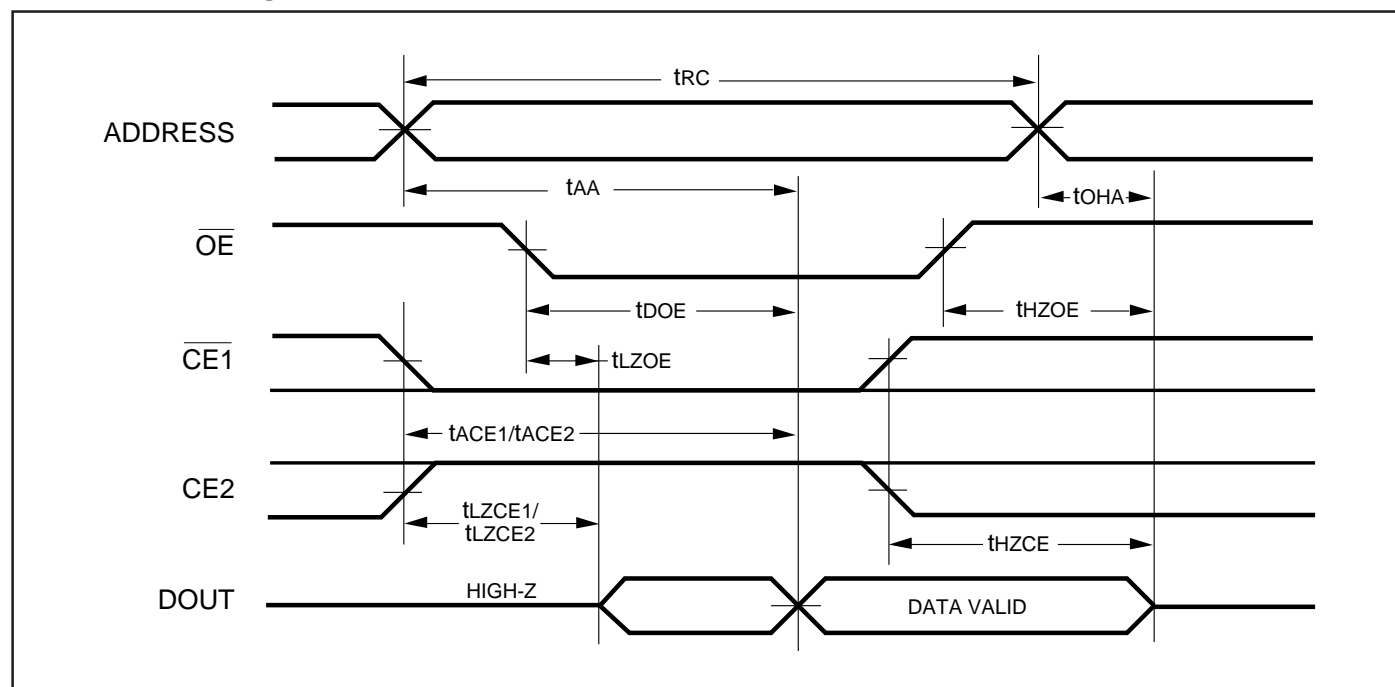 tRC
ADDRESS
tAA
tOHA
OE
tDOE
tHZOE
CE1
tLZOE
tACE1/tACE2
CE2
tLZCE1/
tLZCE2
tHZCE
HIGH-Z
DOUT
DATA VALID